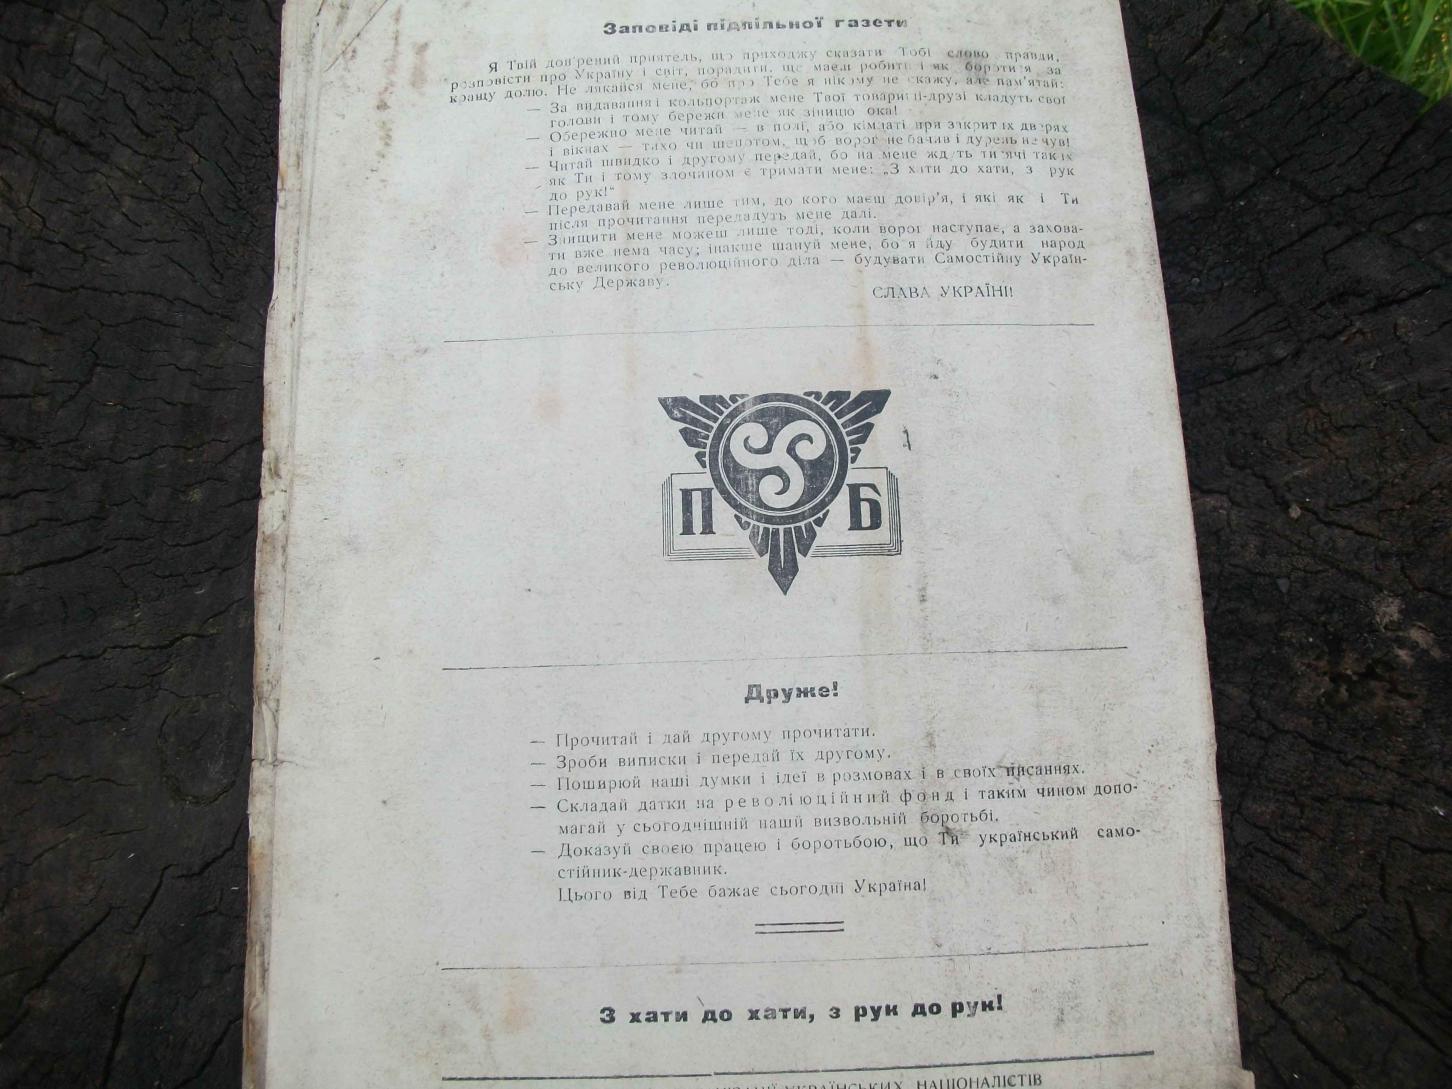 Заповіді підпільної газети
Я Твій довірений приятель, що приходжу сказати Тобі слово правди,
розповісти про Україну і світ, порадити, що маєш робити і як боротися за
кращу долю. Не лякайся мене, бо про Тебе я нікому не скажу, але пам'ятай:
— За видавання і кольпортаж мене Твої товариші-друзі кладуть свої
голови і тому бережи мене як зіницю ока!
— Обережно мене читай — в полі, або кімнаті при закритих дверях
і вікнах — тихо чи шепотом, щоб ворог не бачив і дурень не чув!
— Читай швидко і другому передай, бо на мене ждуть тисячі таких
як Ти і тому злочином є тримати мене: „З хати до хати, з рук
до рук!"
— Передавай мене лише тим, до кого маєш довір'я, і які як і Ти
після прочитання передадуть мене далі.
— Знищити мене можеш лише тоді, коли ворог наступає, а захова-
ти вже нема часу; інакше шануй мене, бо я йду будити народ
до великого революційного діла — будувати Самостійну Україн-
ську Державу.
СЛАВА УКРАЇНІ!
П Б
Друже!
— Прочитай і дай другому прочитати.
— Зроби виписки і передай їх другому.
— Поширюй наші думки і ідеї в розмовах і в своїх писаннях.
— Складай датки на революційний фонд і таким чином допо-
магай у сьогоднішній нашій визвольній боротьбі.
— Доказуй своєю працею і боротьбою, що Ти український само-
стійник-державник.
Цього від Тебе бажає сьогодні Україна!
З хати до хати, з рук до рук!
УКРАЇНСЬКИХ НАЦІОНАЛІСТІВ